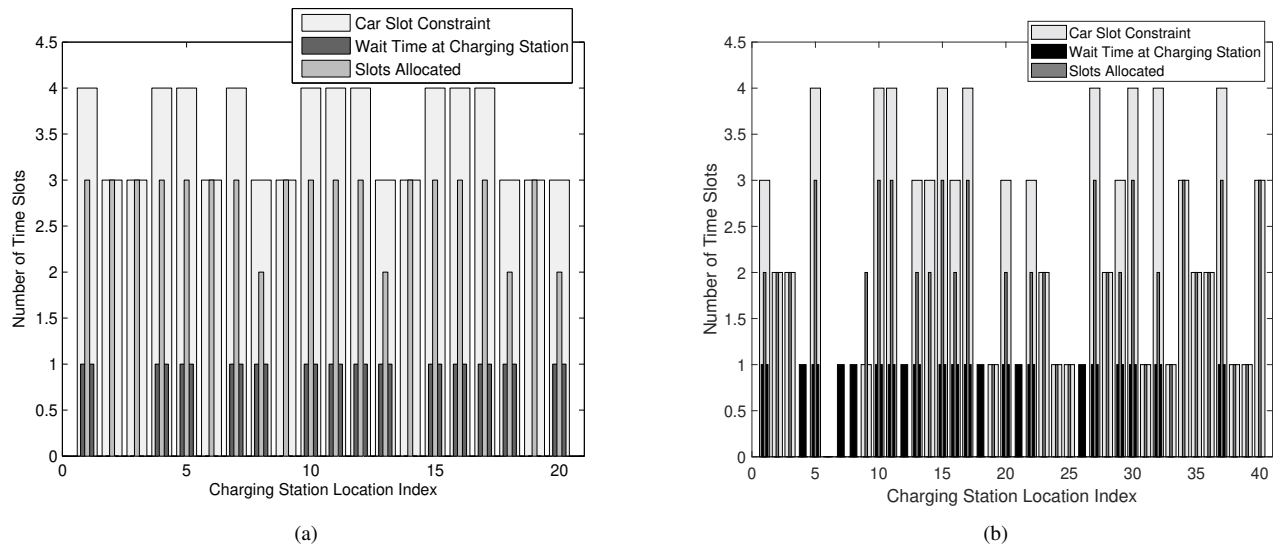 Car Slot Constraint
Wait Time at Charging Station
Slots Allocated
4.5
4
3.5
3
2.5
2
1.5
1
0.5
0
Number of Time Slots
0 5 10 15 20
Charging Station Location Index
(a)
Car Slot Constraint
Wait Time at Charging Station
Slots Allocated
4.5
4
3.5
3
2.5
2
1.5
1
0.5
0
Number of Time Slots
0 5 10 15 20 25 30 35 40
Charging Station Location Index
(b)